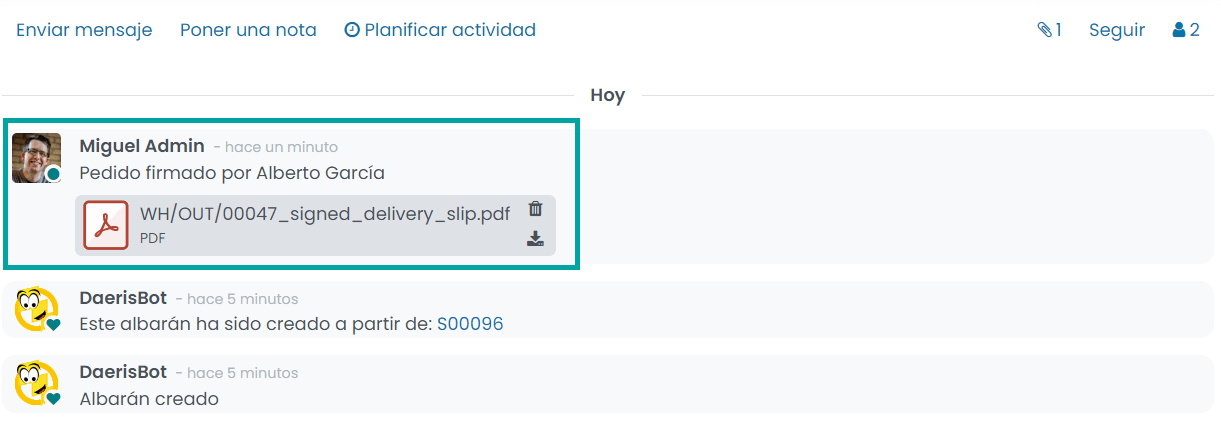 Enviar mensaje Poner una nota Planificar actividad 1 Seguir 2
Hoy
Miguel Admin - hace un minuto
Pedido firmado por Alberto García
WH/OUT/00047_signed_delivery_slip.pdf
PDF
DaerisBot - hace 5 minutos
Este albarán ha sido creado a partir de: S00096
DaerisBot - hace 5 minutos
Albarán creado